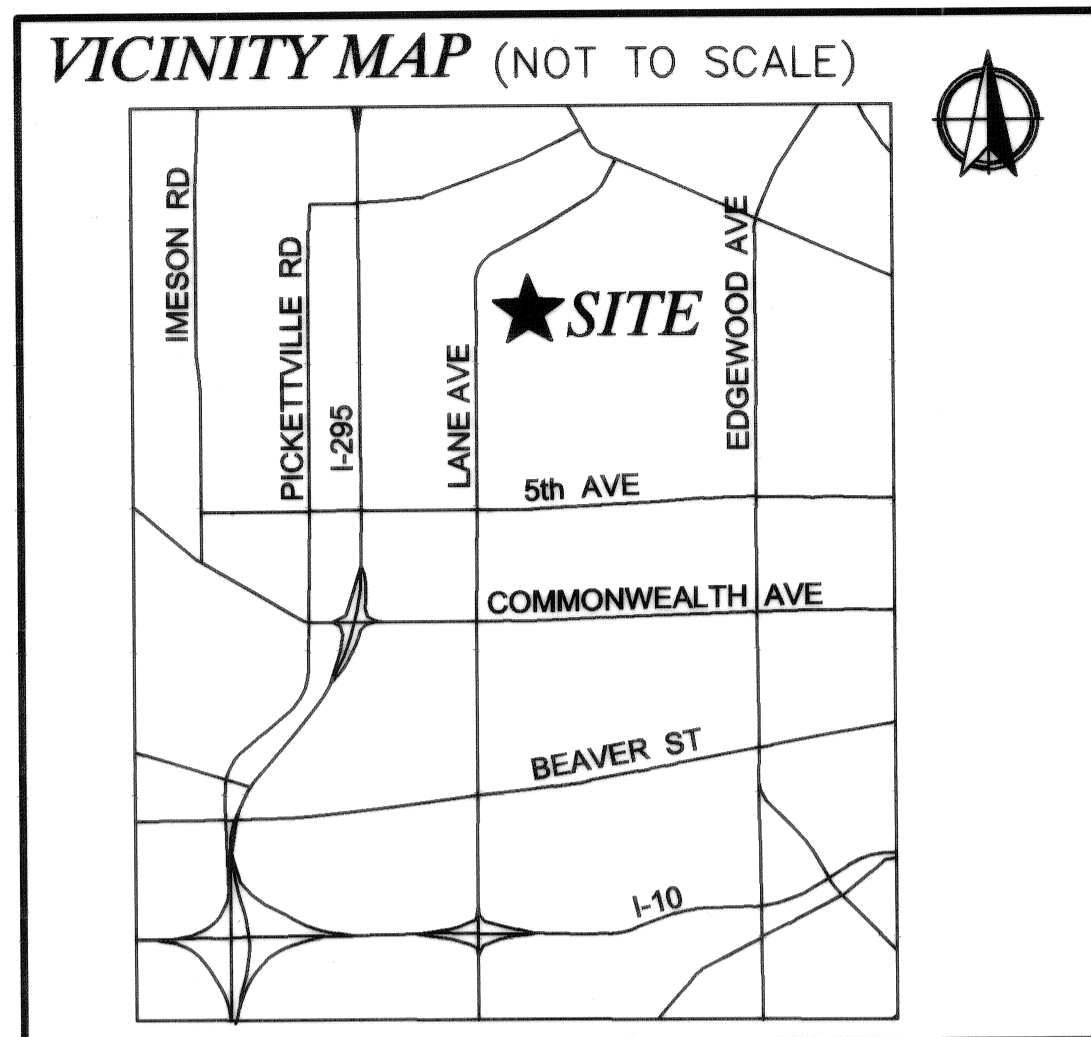 VICINITY MAP (NOT TO SCALE)
IMESON RD
PICKETTVILLE RD
I-295
LANE AVE
SITE
EDGEWOOD AVE
5th AVE
COMMONWEALTH AVE
BEAVER ST
I-10